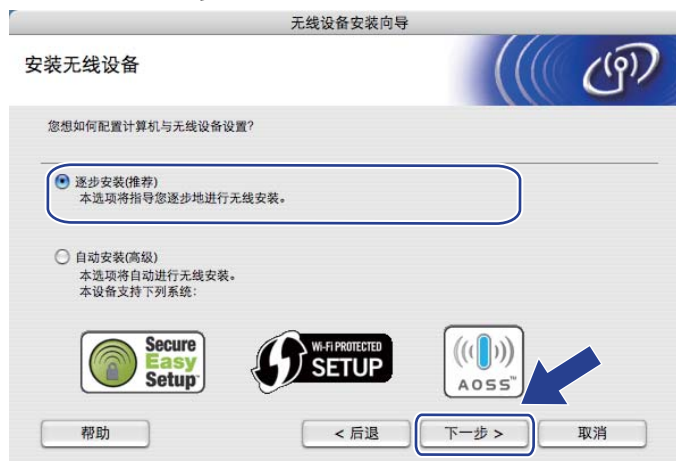 无线设备安装向导
安装无线设备
您想如何配置计算机与无线设备设置?
逐步安装(推荐)
本选项将指导您逐步地进行无线安装。
自动安装(高级)
本选项将自动进行无线安装。
本设备支持下列系统:
Secure
Easy
Setup™
Wi-Fi PROTECTED
SETUP
AOSS™
帮助
< 后退
下一步 >
取消